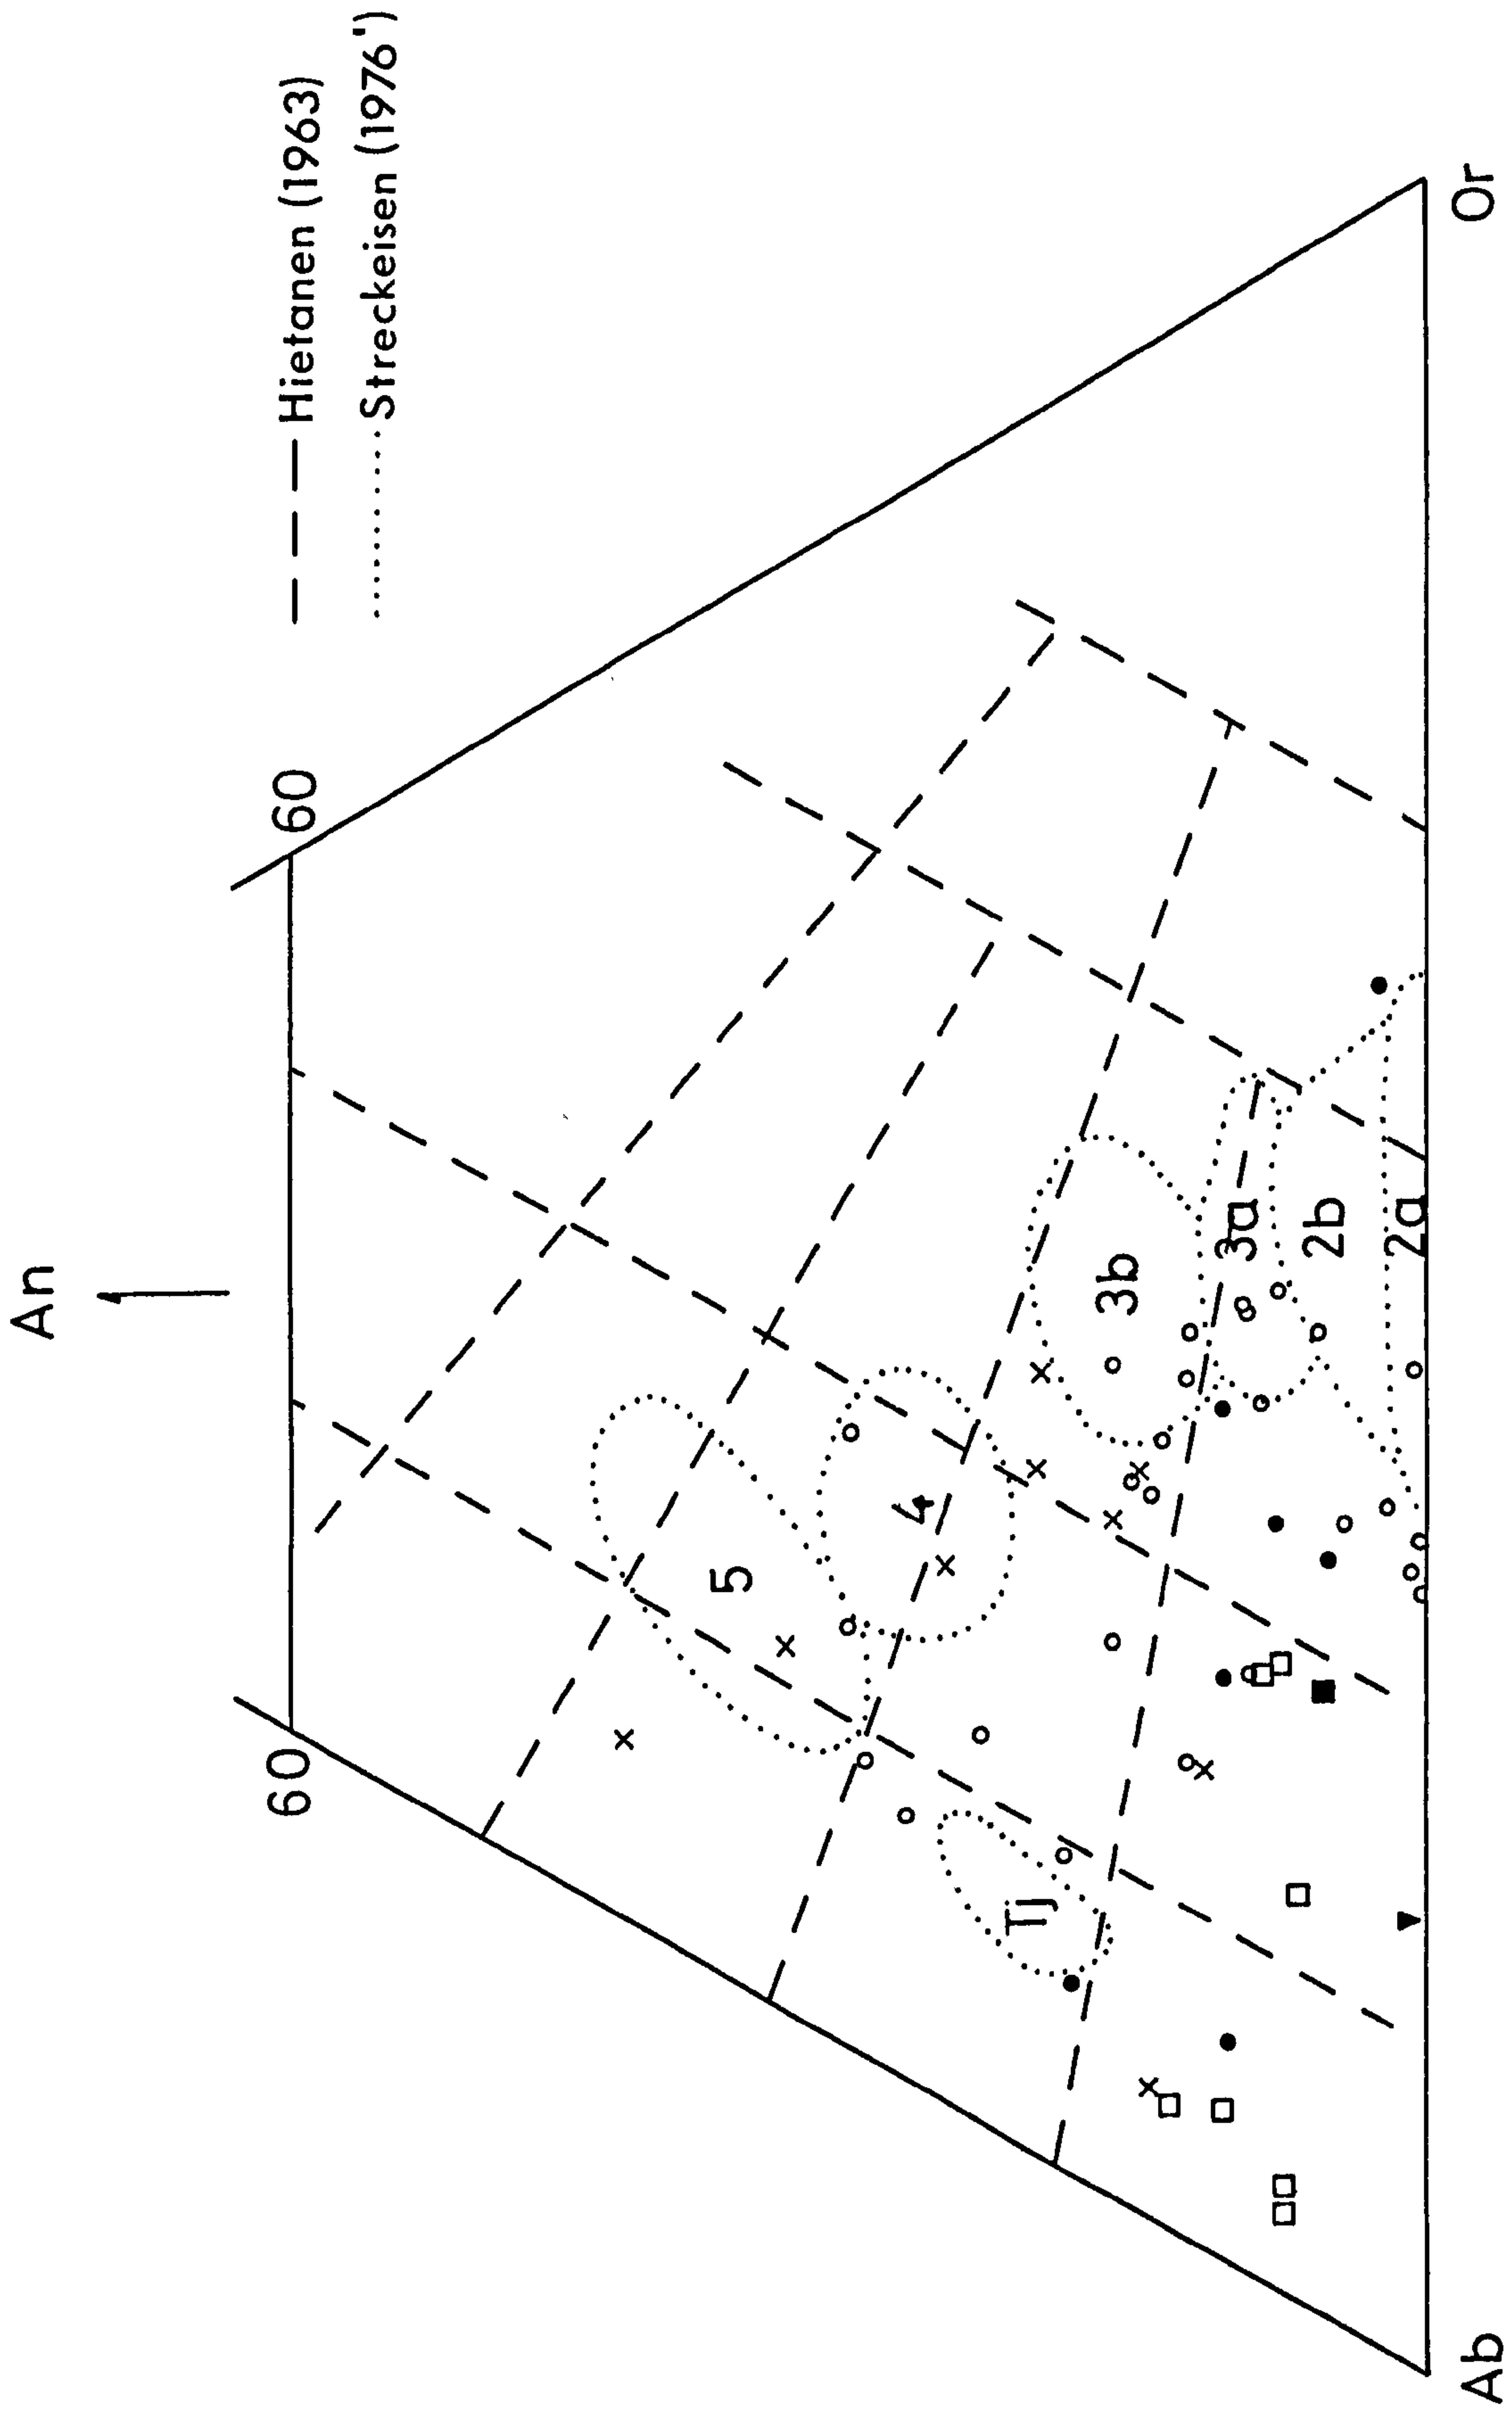 An
— — — Hietanen (1963)
........... Streckeisen (1976')
60
60
5
4
3b
3a
2b
2a
Tj
Ab
Or